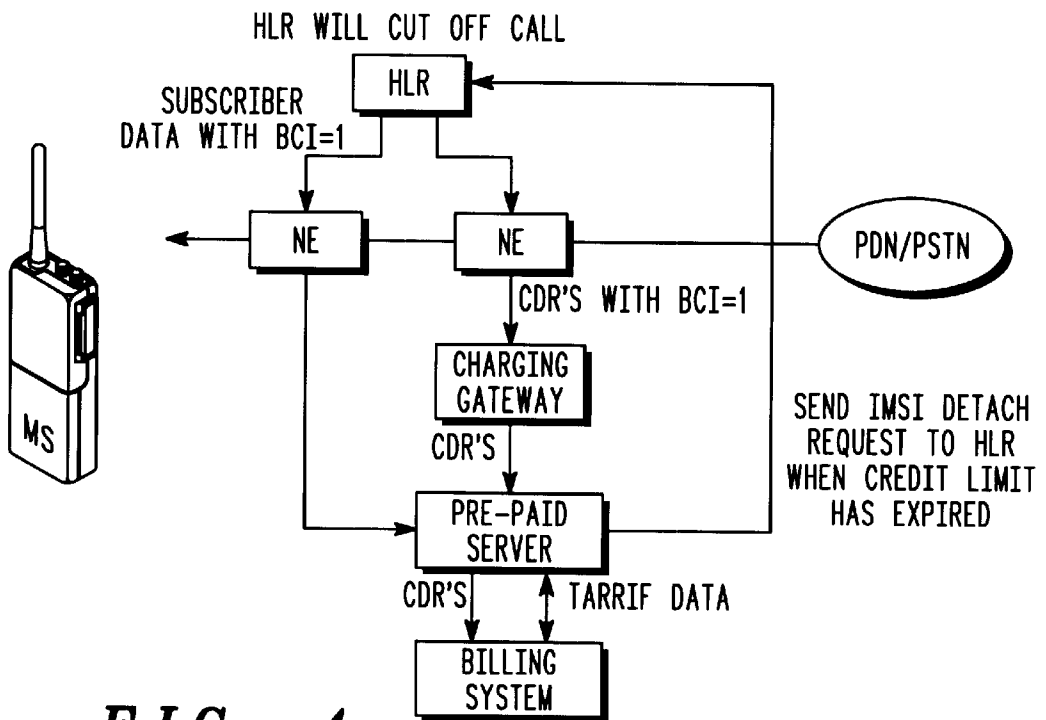 HLR WILL CUT OFF CALL
HLR
SUBSCRIBER
DATA WITH BCI=1
NE
NE
PDN/PSTN
CDR'S WITH BCI=1
CHARGING
GATEWAY
MS
SEND IMSI DETACH
REQUEST TO HLR
WHEN CREDIT LIMIT
HAS EXPIRED
CDR'S
PRE-PAID
SERVER
CDR'S
TARRIF DATA
BILLING
SYSTEM